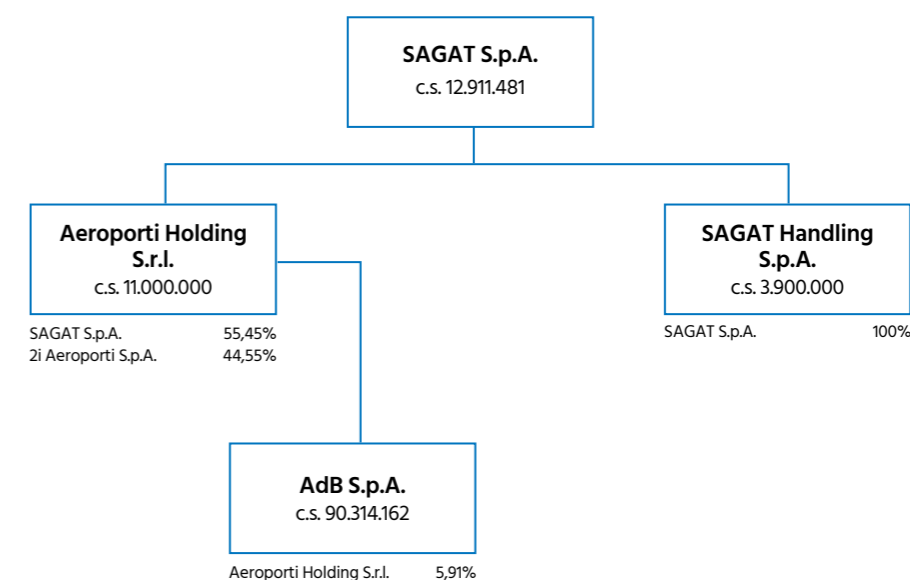 SAGAT S.p.A.
c.s. 12.911.481
Aeroporti Holding
S.r.l.
c.s. 11.000.000
SAGAT S.p.A. 55,45%
2i Aeroporti S.p.A. 44,55%
SAGAT Handling
S.p.A.
c.s. 3.900.000
SAGAT S.p.A. 100%
AdB S.p.A.
c.s. 90.314.162
Aeroporti Holding S.r.l. 5,91%